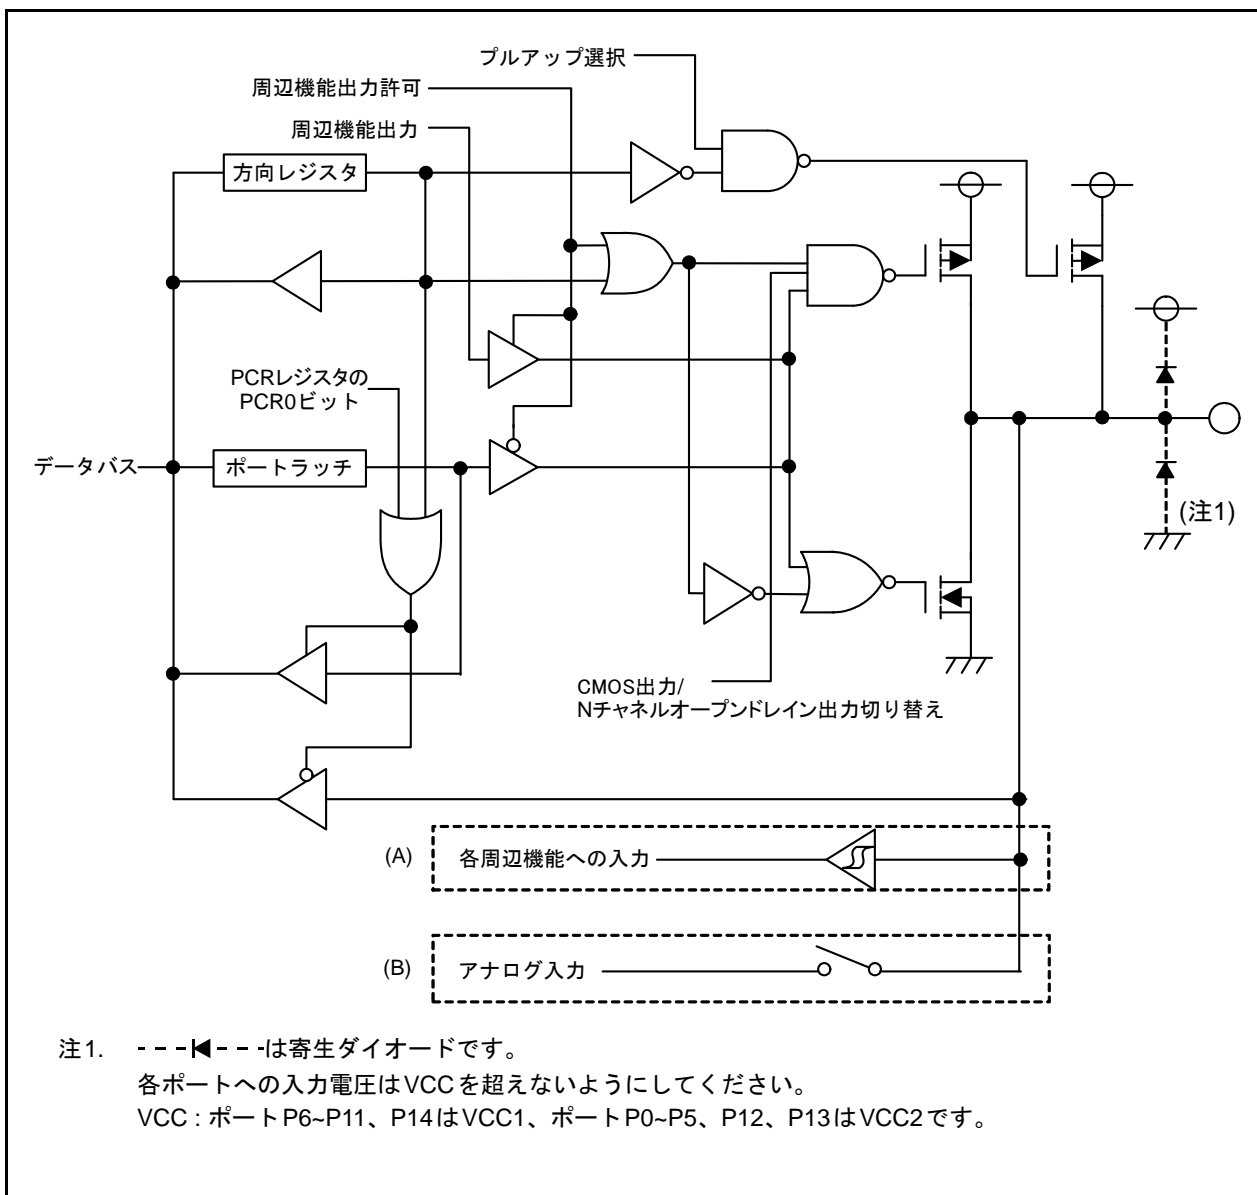 プルアップ選択
周辺機能出力許可
周辺機能出力
方向レジスタ
PCRレジスタの
PCR0ビット
データバス
ポートラッチ
(注1)
CMOS出力/
Nチャネルオープンドレイン出力切り替え
(A) 各周辺機能への入力
(B) アナログ入力
注1. は寄生ダイオードです。
各ポートへの入力電圧はVCCを超えないようにしてください。
VCC : ポートP6~P11、P14はVCC1、ポートP0~P5、P12、P13はVCC2です。